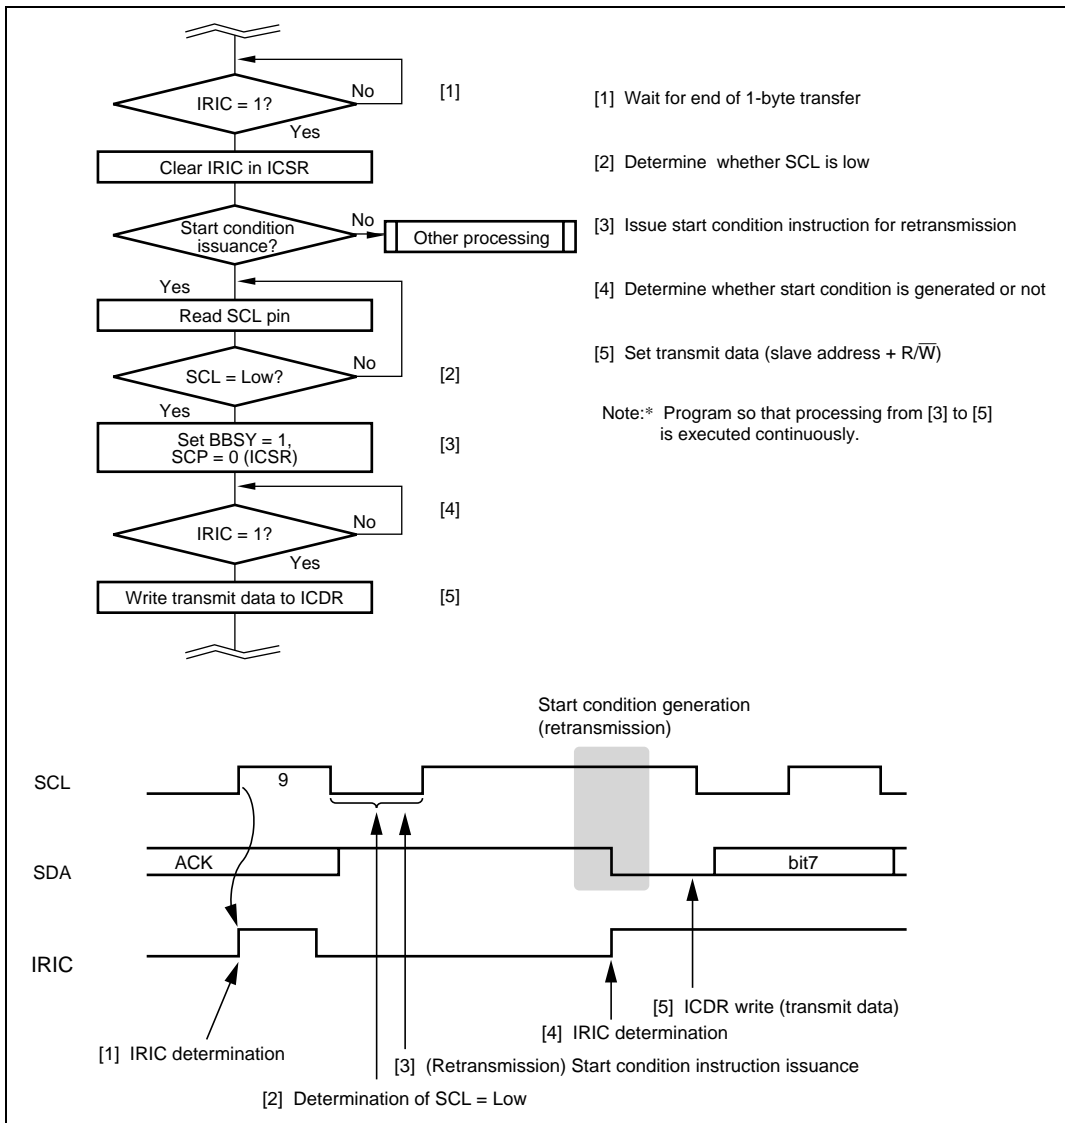 IRIC = 1?
No
[1]
Yes
Clear IRIC in ICSR
Start condition
issuance?
No
Other processing
Yes
Read SCL pin
SCL = Low?
No
[2]
Yes
Set BBSY = 1,
SCP = 0 (ICSR)
[3]
IRIC = 1?
No
[4]
Yes
Write transmit data to ICDR
[5]
[1] Wait for end of 1-byte transfer
[2] Determine whether SCL is low
[3] Issue start condition instruction for retransmission
[4] Determine whether start condition is generated or not
[5] Set transmit data (slave address + R/W̅)
Note:* Program so that processing from [3] to [5]
is executed continuously.
Start condition generation
(retransmission)
SCL
9
SDA
ACK
bit7
IRIC
[5] ICDR write (transmit data)
[4] IRIC determination
[1] IRIC determination
[3] (Retransmission) Start condition instruction issuance
[2] Determination of SCL = Low